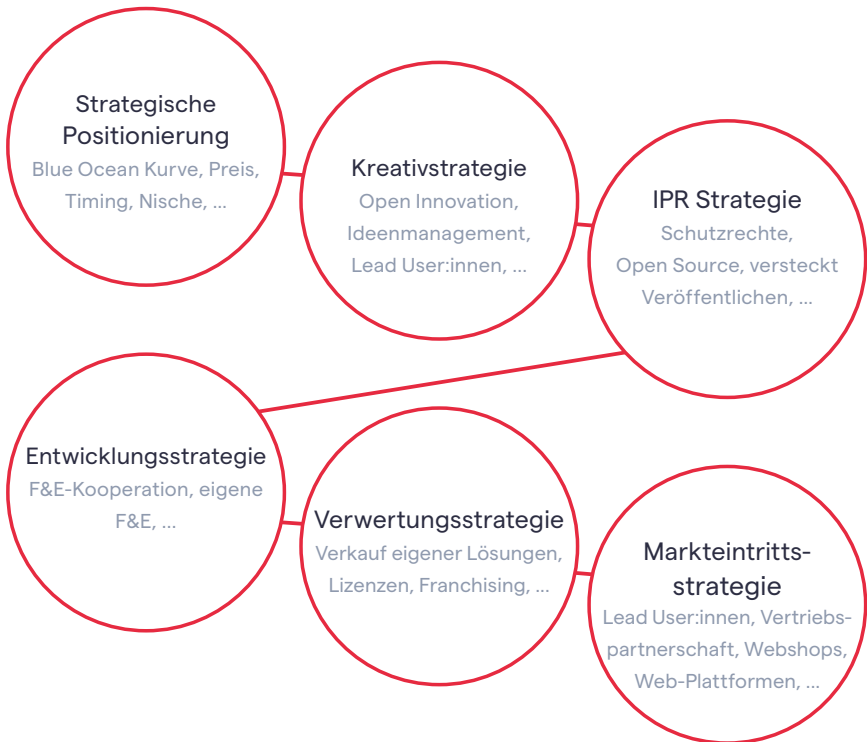 Strategische
Positionierung
Blue Ocean Kurve, Preis,
Timing, Nische, ...
Kreativstrategie
Open Innovation,
Ideenmanagement,
Lead User:innen, ...
IPR Strategie
Schutzrechte,
Open Source, versteckt
Veröffentlichen, ...
Entwicklungsstrategie
F&E-Kooperation, eigene
F&E, ...
Verwertungsstrategie
Verkauf eigener Lösungen,
Lizenzen, Franchising, ...
Markteintritts-
strategie
Lead User:innen, Vertriebs-
partnerschaft, Webshops,
Web-Plattformen, ...